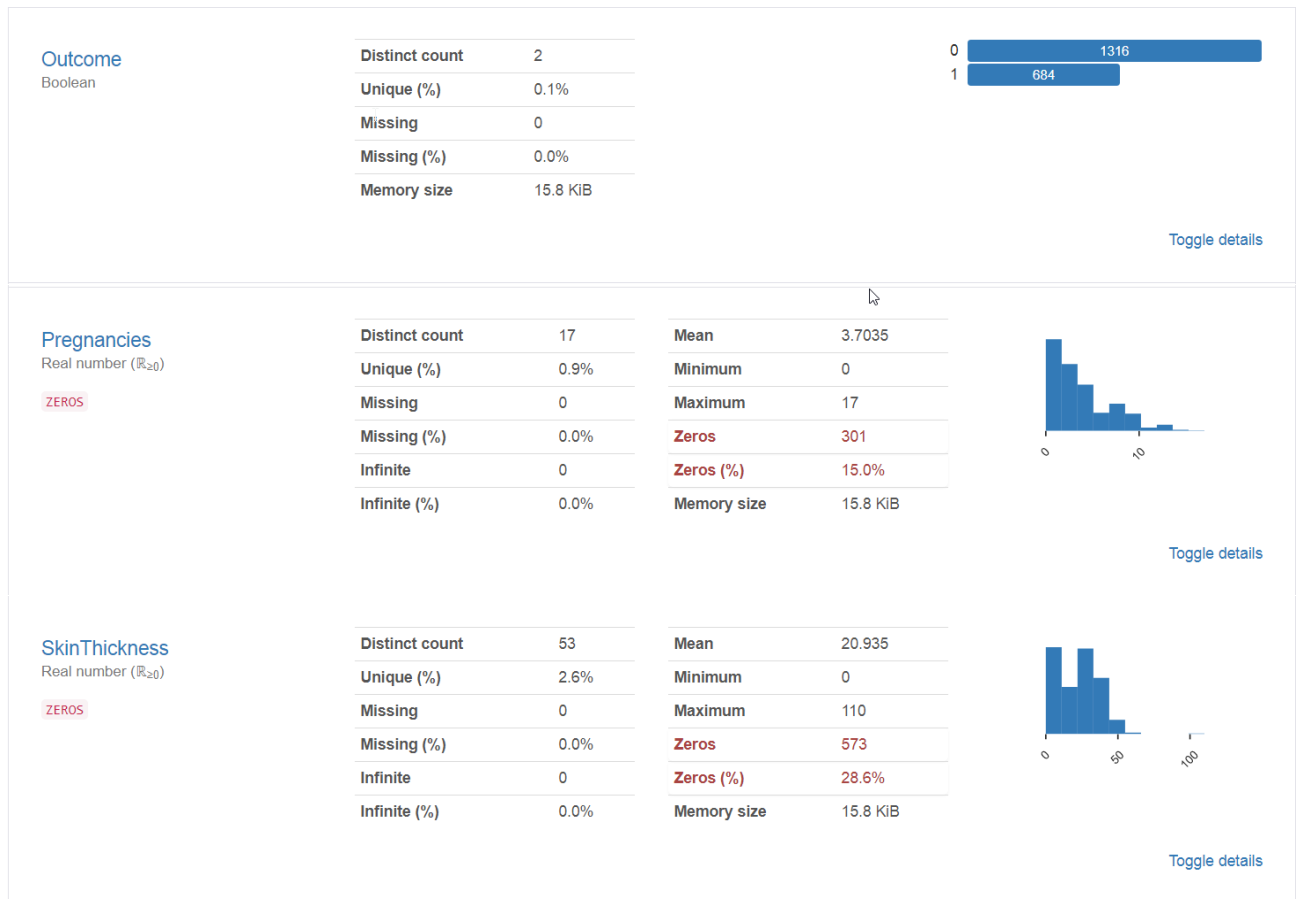 Outcome
Boolean
Distinct count 2
Unique (%) 0.1%
Missing 0
Missing (%) 0.0%
Memory size 15.8 KiB
0 1316
1 684
Toggle details
Pregnancies
Real number (ℝ≥0)
ZEROS
Distinct count 17
Unique (%) 0.9%
Missing 0
Missing (%) 0.0%
Infinite 0
Infinite (%) 0.0%
Mean 3.7035
Minimum 0
Maximum 17
Zeros 301
Zeros (%) 15.0%
Memory size 15.8 KiB
0 10
Toggle details
SkinThickness
Real number (ℝ≥0)
ZEROS
Distinct count 53
Unique (%) 2.6%
Missing 0
Missing (%) 0.0%
Infinite 0
Infinite (%) 0.0%
Mean 20.935
Minimum 0
Maximum 110
Zeros 573
Zeros (%) 28.6%
Memory size 15.8 KiB
0 50 100
Toggle details